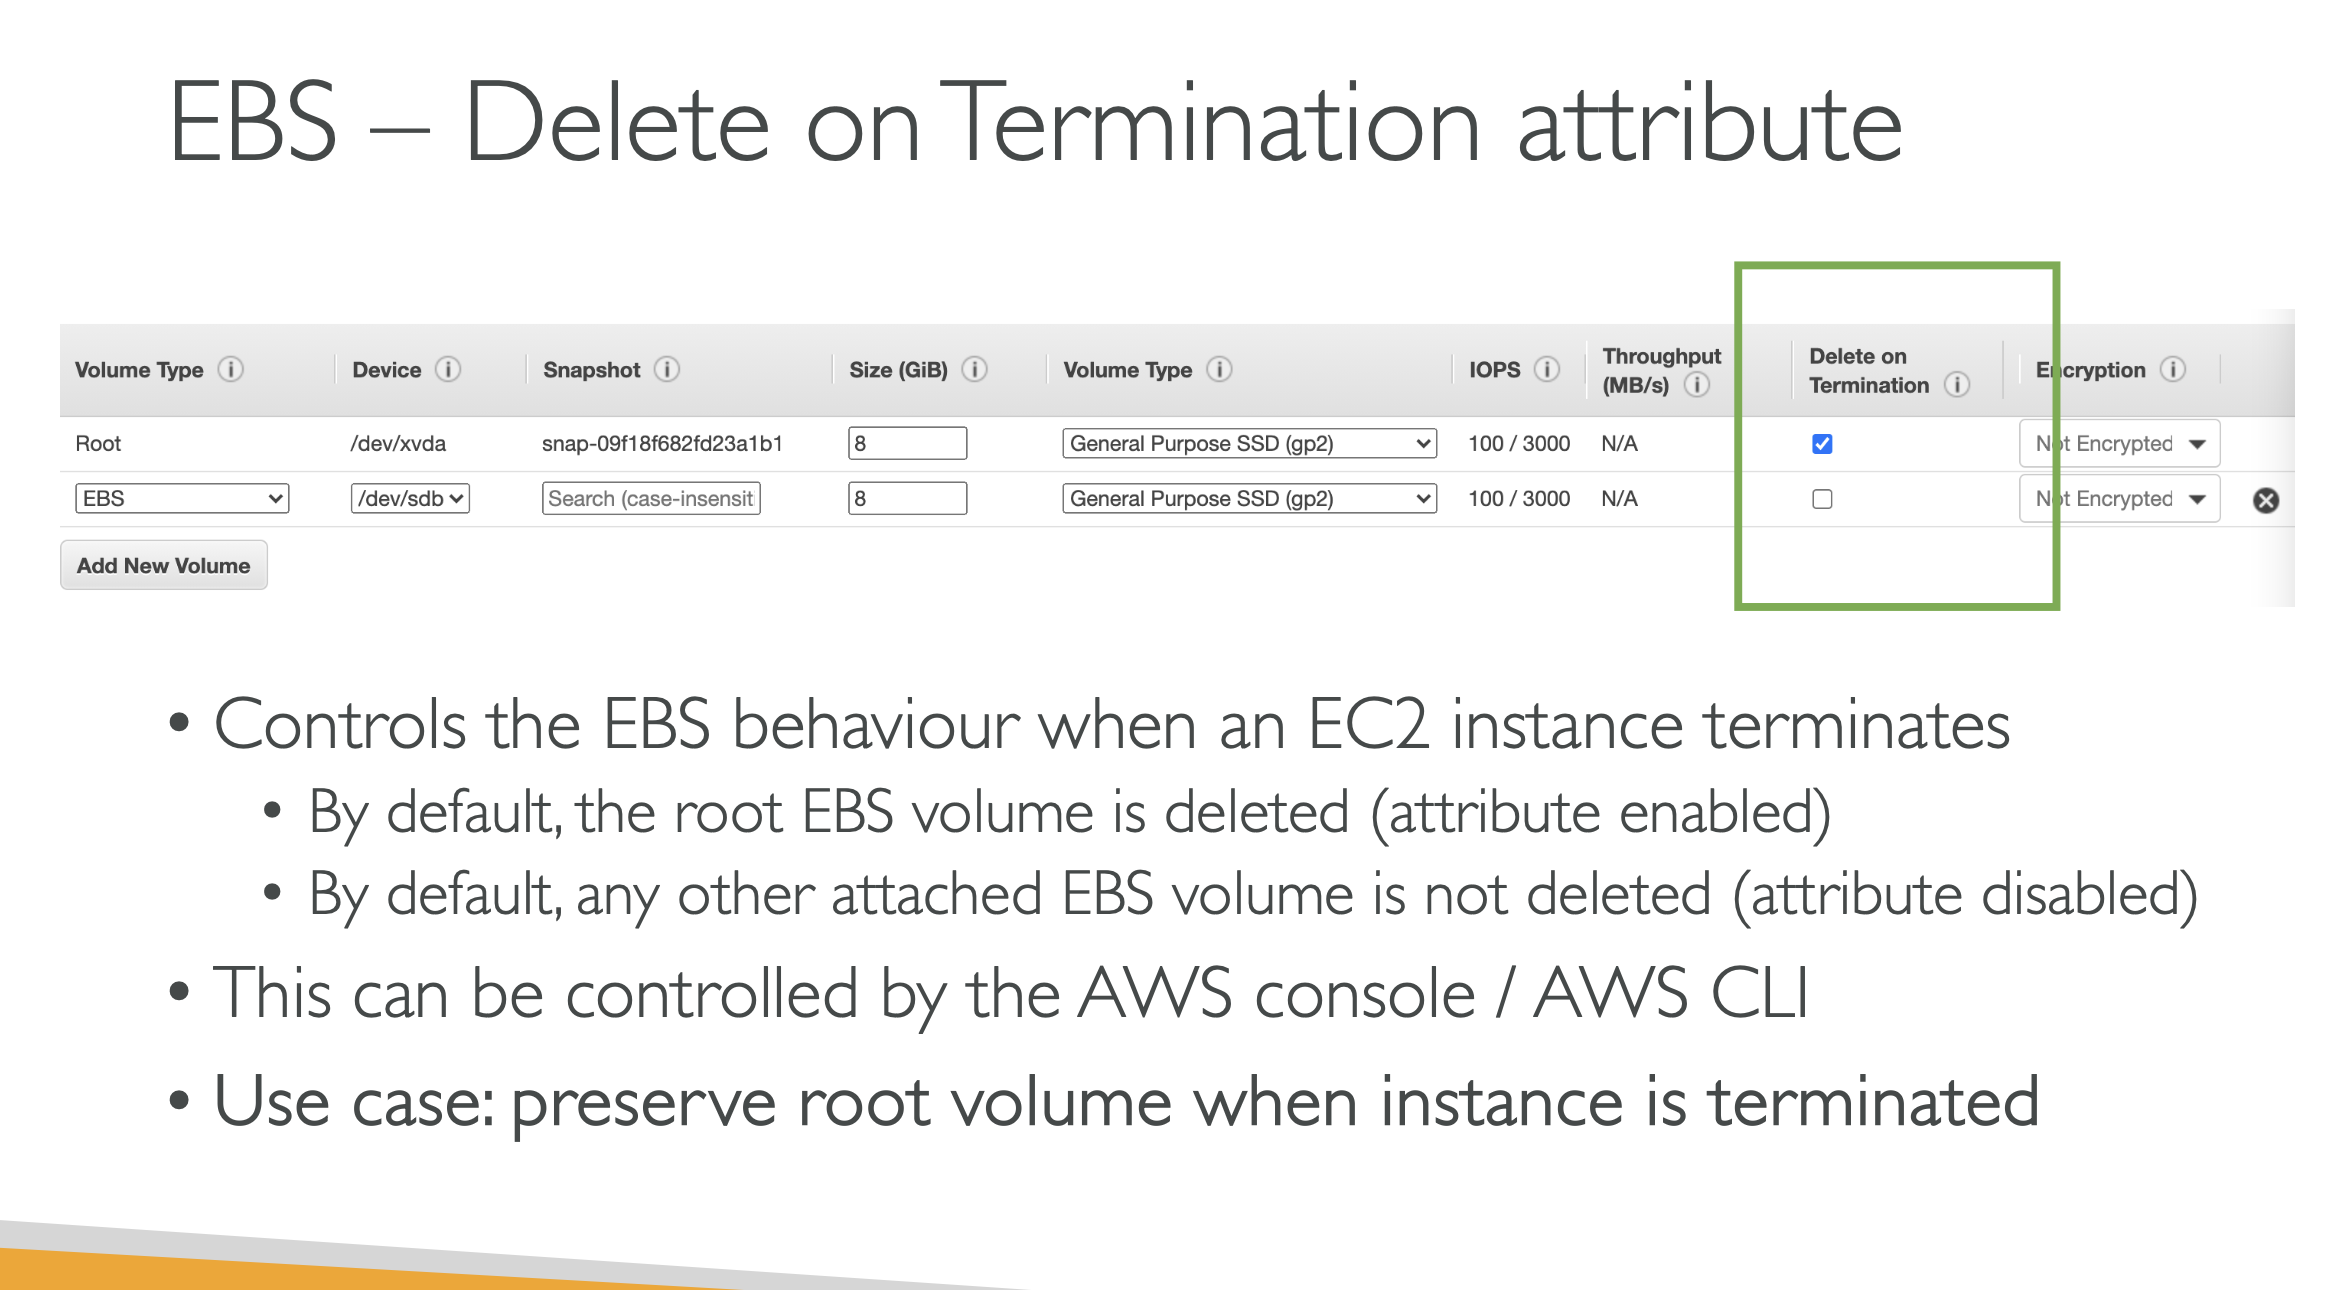 EBS – Delete on Termination attribute
Volume Type Device Snapshot Size (GiB) Volume Type IOPS Throughput (MB/s) Delete on Termination Encryption
Root /dev/xvda snap-09f18f682fd23a1b1 8 General Purpose SSD (gp2) 100 / 3000 N/A Not Encrypted
EBS /dev/sdb Search (case-insensit 8 General Purpose SSD (gp2) 100 / 3000 N/A Not Encrypted
Add New Volume
• Controls the EBS behaviour when an EC2 instance terminates
• By default, the root EBS volume is deleted (attribute enabled)
• By default, any other attached EBS volume is not deleted (attribute disabled)
• This can be controlled by the AWS console / AWS CLI
• Use case: preserve root volume when instance is terminated